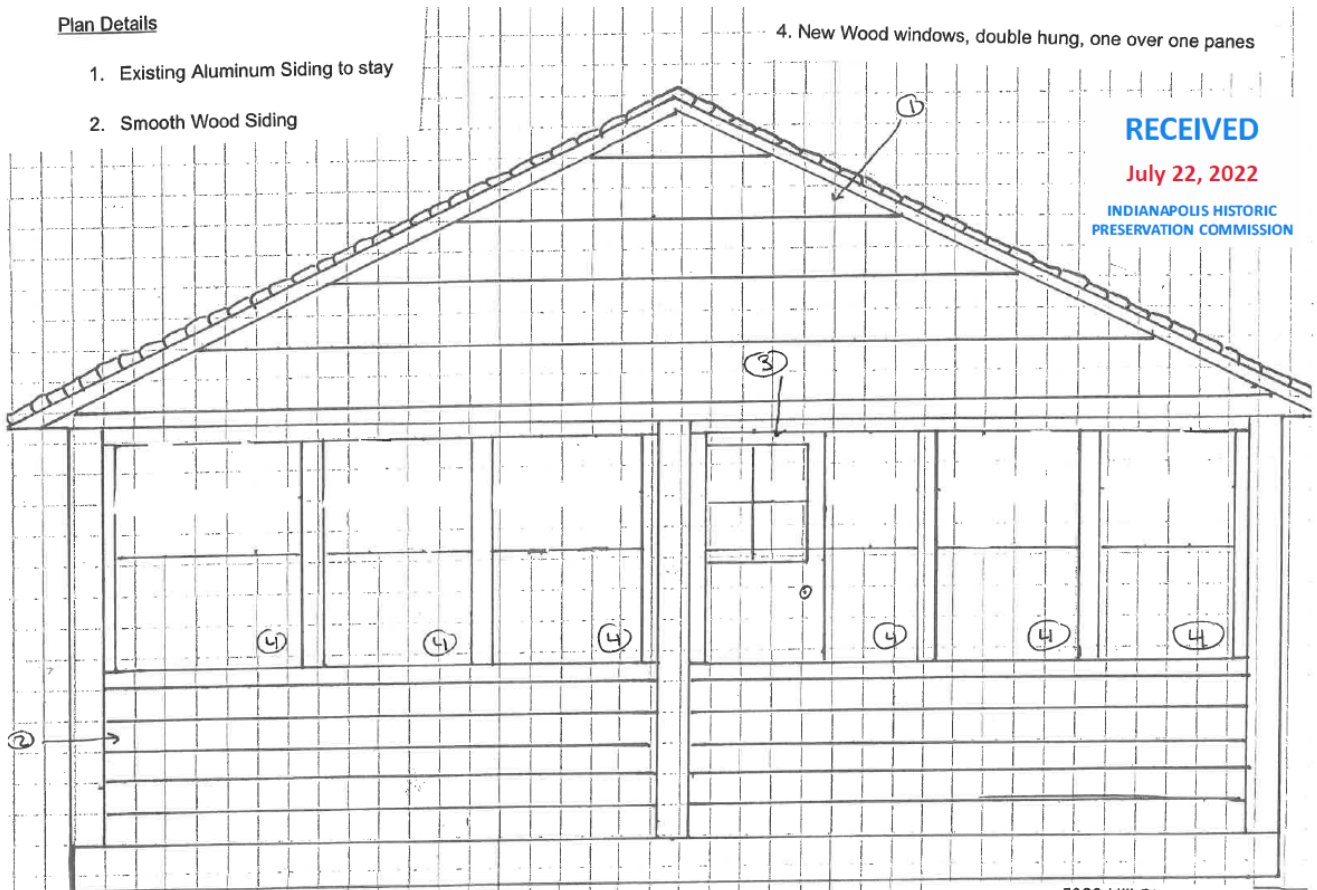 Plan Details
1. Existing Aluminum Siding to stay
2. Smooth Wood Siding
4. New Wood windows, double hung, one over one panes
RECEIVED
July 22, 2022
INDIANAPOLIS HISTORIC
PRESERVATION COMMISSION
1
3
4 4 4 4 4 4
2